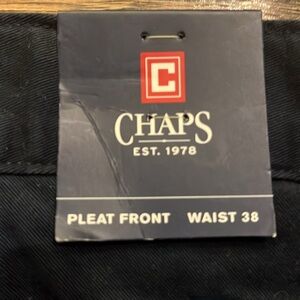 C
CHAPS
EST. 1978
PLEAT FRONT WAIST 38